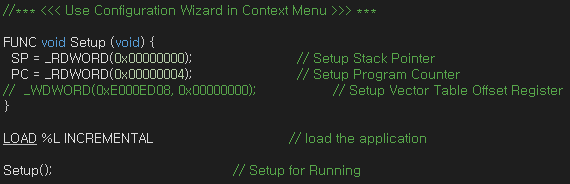 //*** <<< Use Configuration Wizard in Context Menu >>> ***
FUNC void Setup (void) {
SP = _RDWORD(0x00000000); // Setup Stack Pointer
PC = _RDWORD(0x00000004); // Setup Program Counter
// _WDWORD(0xE000ED08, 0x00000000); // Setup Vector Table Offset Register
}
LOAD %L INCREMENTAL // load the application
Setup(); // Setup for Running